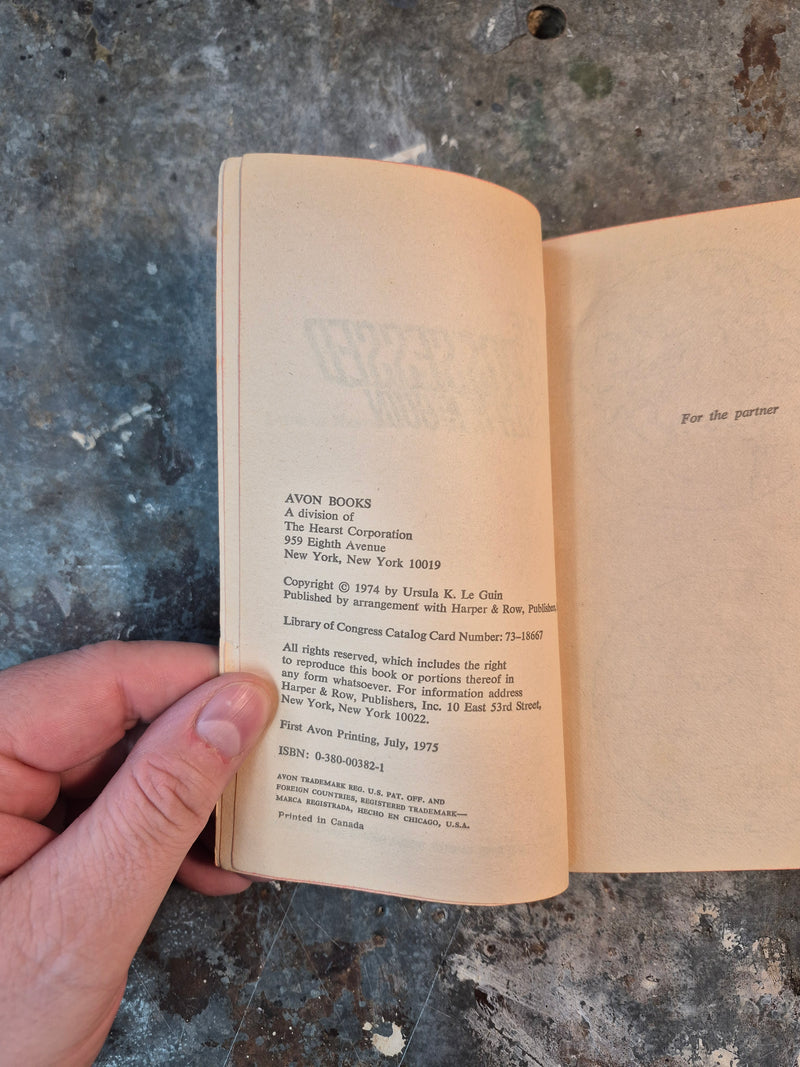 AVON BOOKS
A division of
The Hearst Corporation
959 Eighth Avenue
New York, New York 10019
Copyright © 1974 by Ursula K. Le Guin
Published by arrangement with Harper & Row, Publishers
Library of Congress Catalog Card Number: 73-18667
All rights reserved, which includes the right
to reproduce this book or portions thereof in
any form whatsoever. For information address
Harper & Row, Publishers, Inc. 10 East 53rd Street,
New York, New York 10022.
First Avon Printing, July, 1975
ISBN: 0-380-00382-1
AVON TRADEMARK REG. U.S. PAT. OFF. AND
FOREIGN COUNTRIES, REGISTERED TRADEMARK—
MARCA REGISTRADA, HECHO EN CHICAGO, U.S.A.
Printed in Canada
For the partner